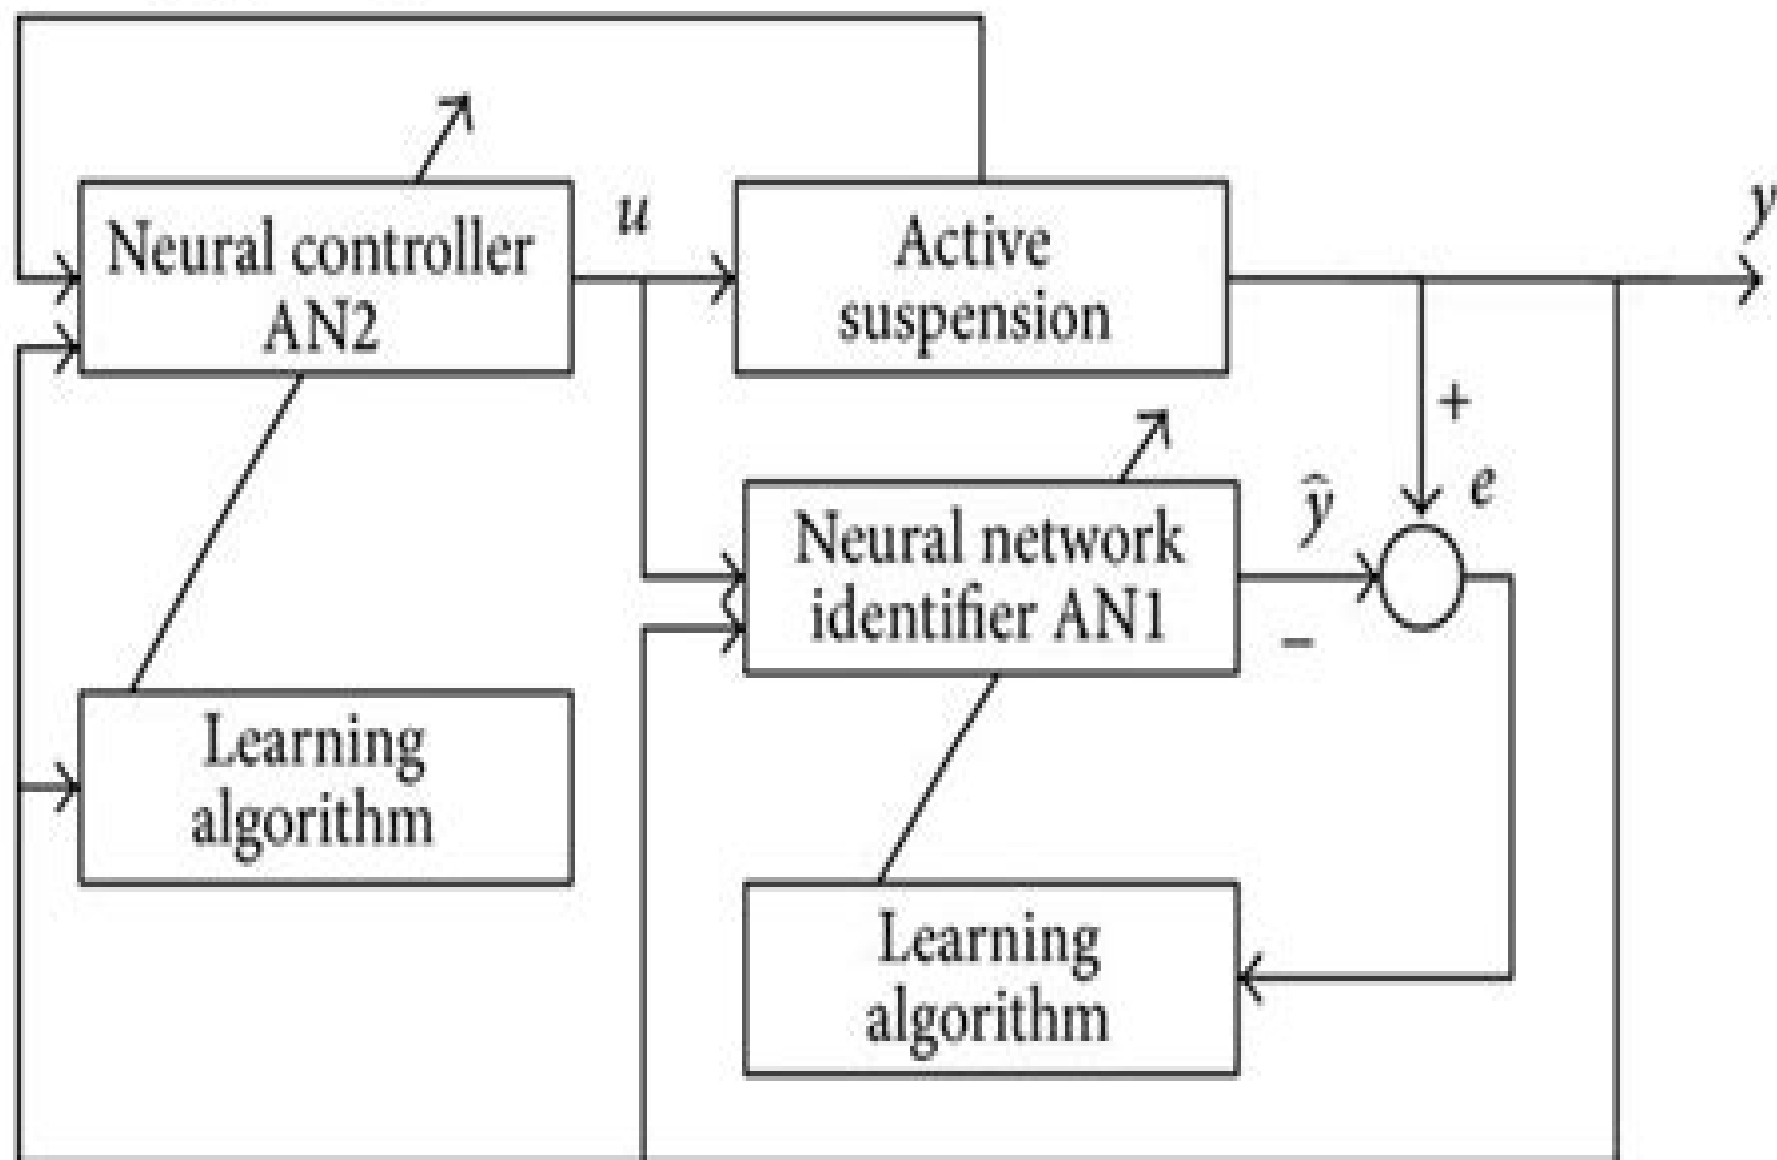 Neural controller
AN2
u
Active
suspension
y
+
e
ŷ
Neural network
identifier AN1
−
Learning
algorithm
Learning
algorithm